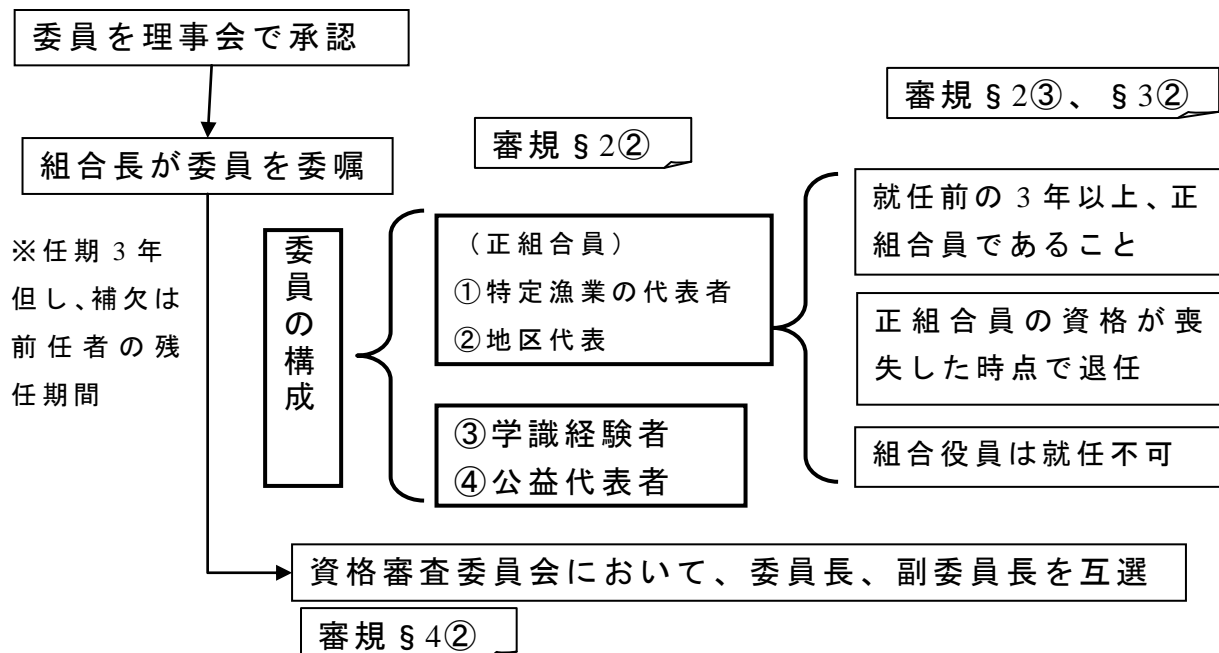 委員を理事会で承認
審規§2③、§3②
審規§2②
組合長が委員を委嘱
※任期3年
但し、補欠は
前任者の残
任期間
委員の構成
（正組合員）
①特定漁業の代表者
②地区代表
③学識経験者
④公益代表者
就任前の3年以上、正
組合員であること
正組合員の資格が喪
失した時点で退任
組合役員は就任不可
資格審査委員会において、委員長、副委員長を互選
審規§4②